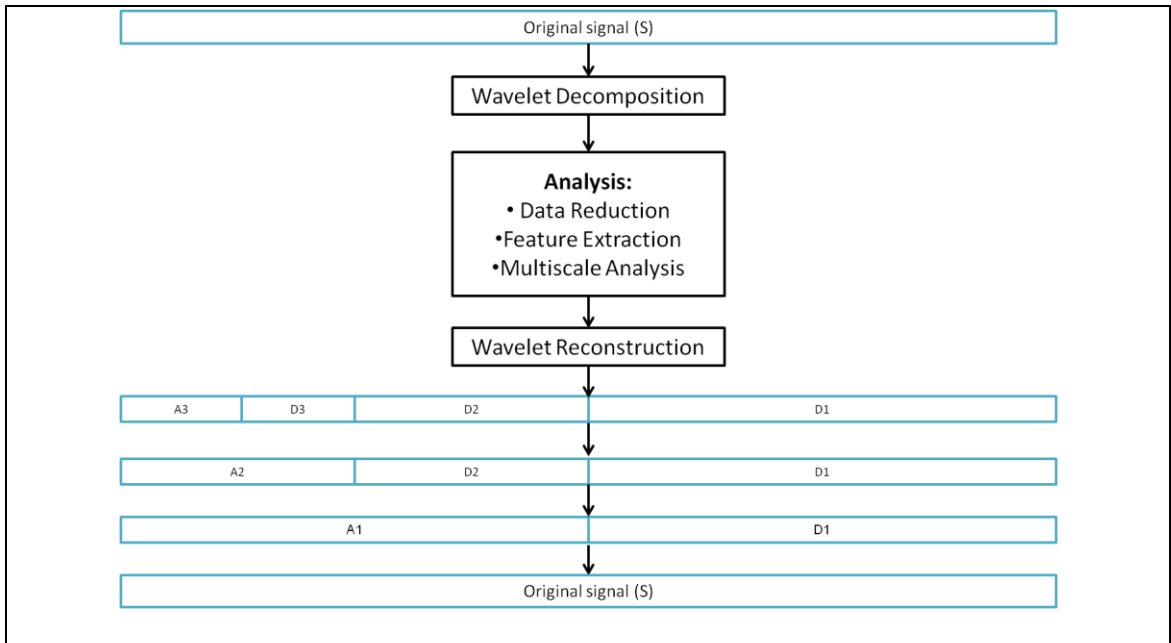 Original signal (S)
Wavelet Decomposition
Analysis:
• Data Reduction
•Feature Extraction
•Multiscale Analysis
Wavelet Reconstruction
A3 D3 D2 D1
A2 D2 D1
A1 D1
Original signal (S)